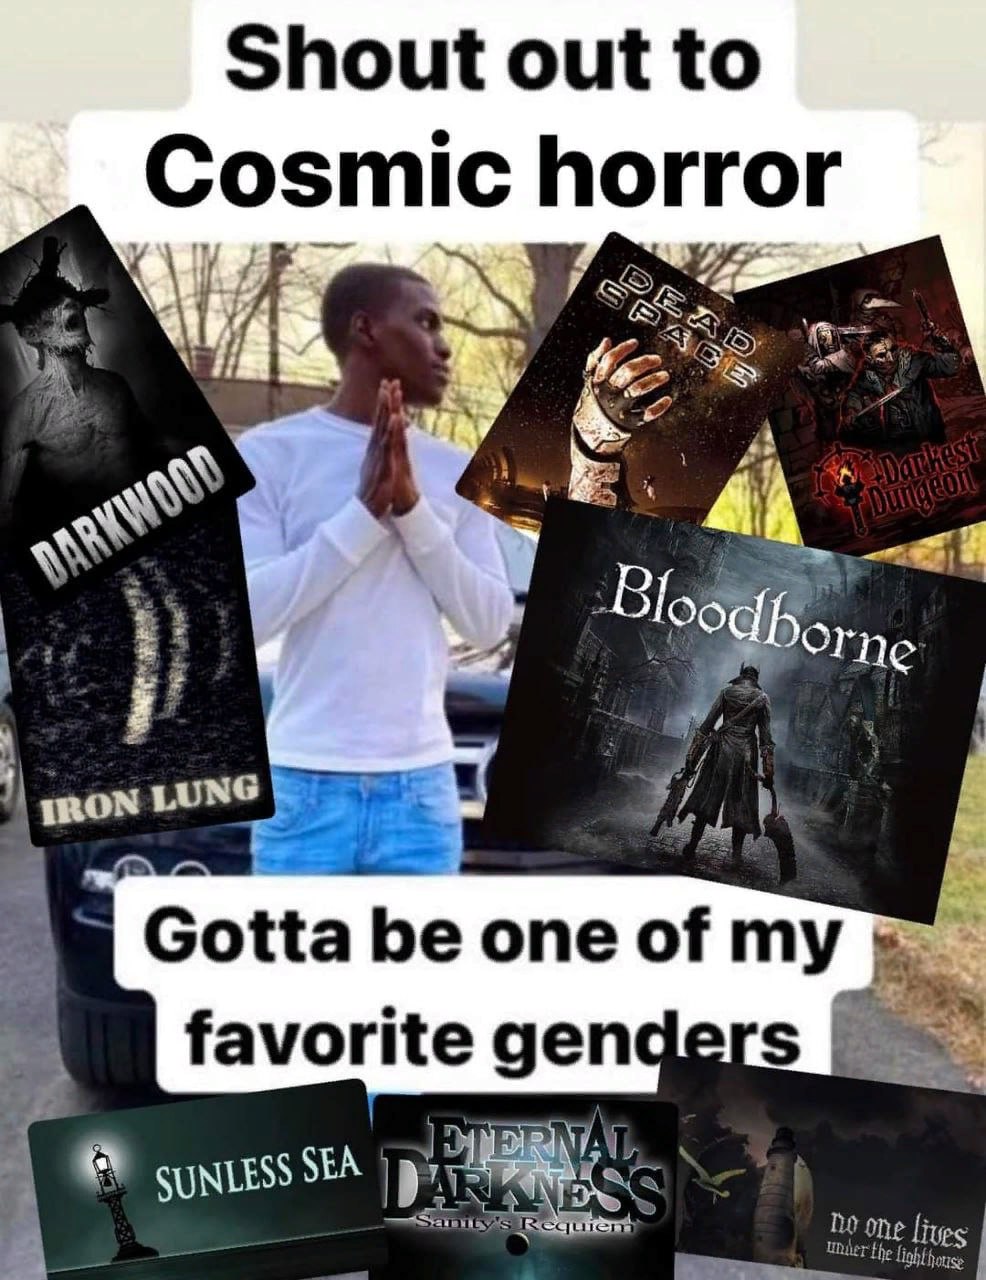 Shout out to
Cosmic horror
DEAD
SPACE
Darkest
Dungeon
DARKWOOD
Bloodborne
IRON LUNG
Gotta be one of my
favorite genders
SUNLESS SEA
ETERNAL
DARKNESS
Sanity's Requiem
no one lives
under the lighthouse